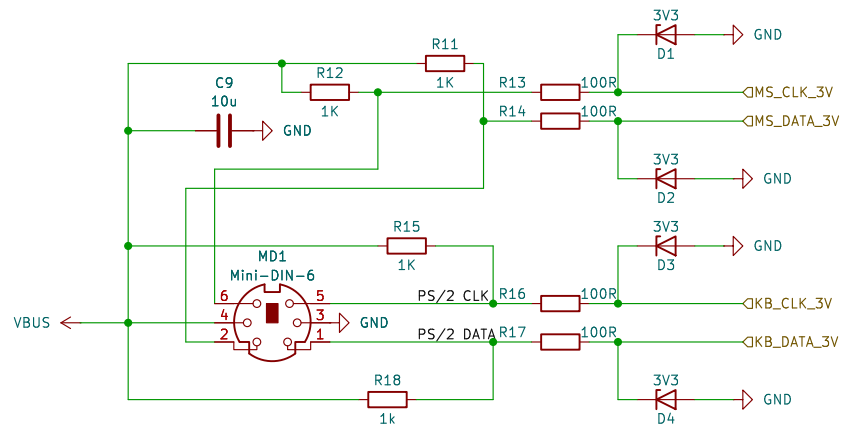 3V3
GND
D1
R11
1K
R12
1K
C9
10u
GND
R13
100R
MS_CLK_3V
R14
100R
MS_DATA_3V
3V3
GND
D2
R15
1K
3V3
GND
D3
MD1
Mini-DIN-6
6
5
4
3
2
1
PS/2 CLK
R16
100R
KB_CLK_3V
VBUS
GND
PS/2 DATA
R17
100R
KB_DATA_3V
R18
1k
3V3
GND
D4